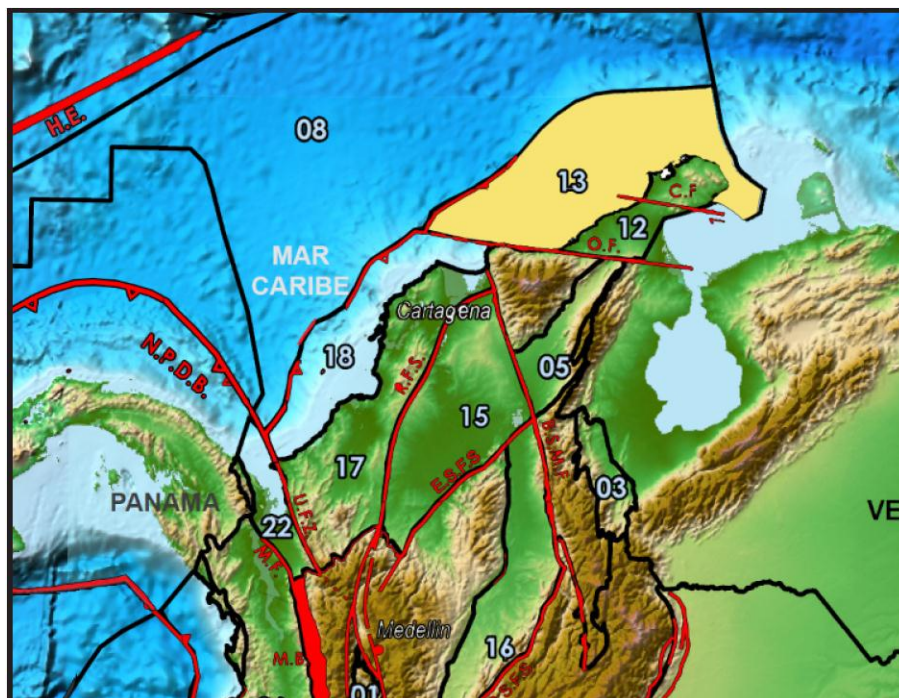 H.E.
08
13
C.F
12
O.F.
MAR
CARIBE
Cartagena
N.P.D.B.
18
R.F.S.
05
15
B.S.M.F.
E.S.F.S
17
03
PANAMA
U.F.Z.
VE
22
M.F.
Medellin
16
M.B.
S.F.S.
01